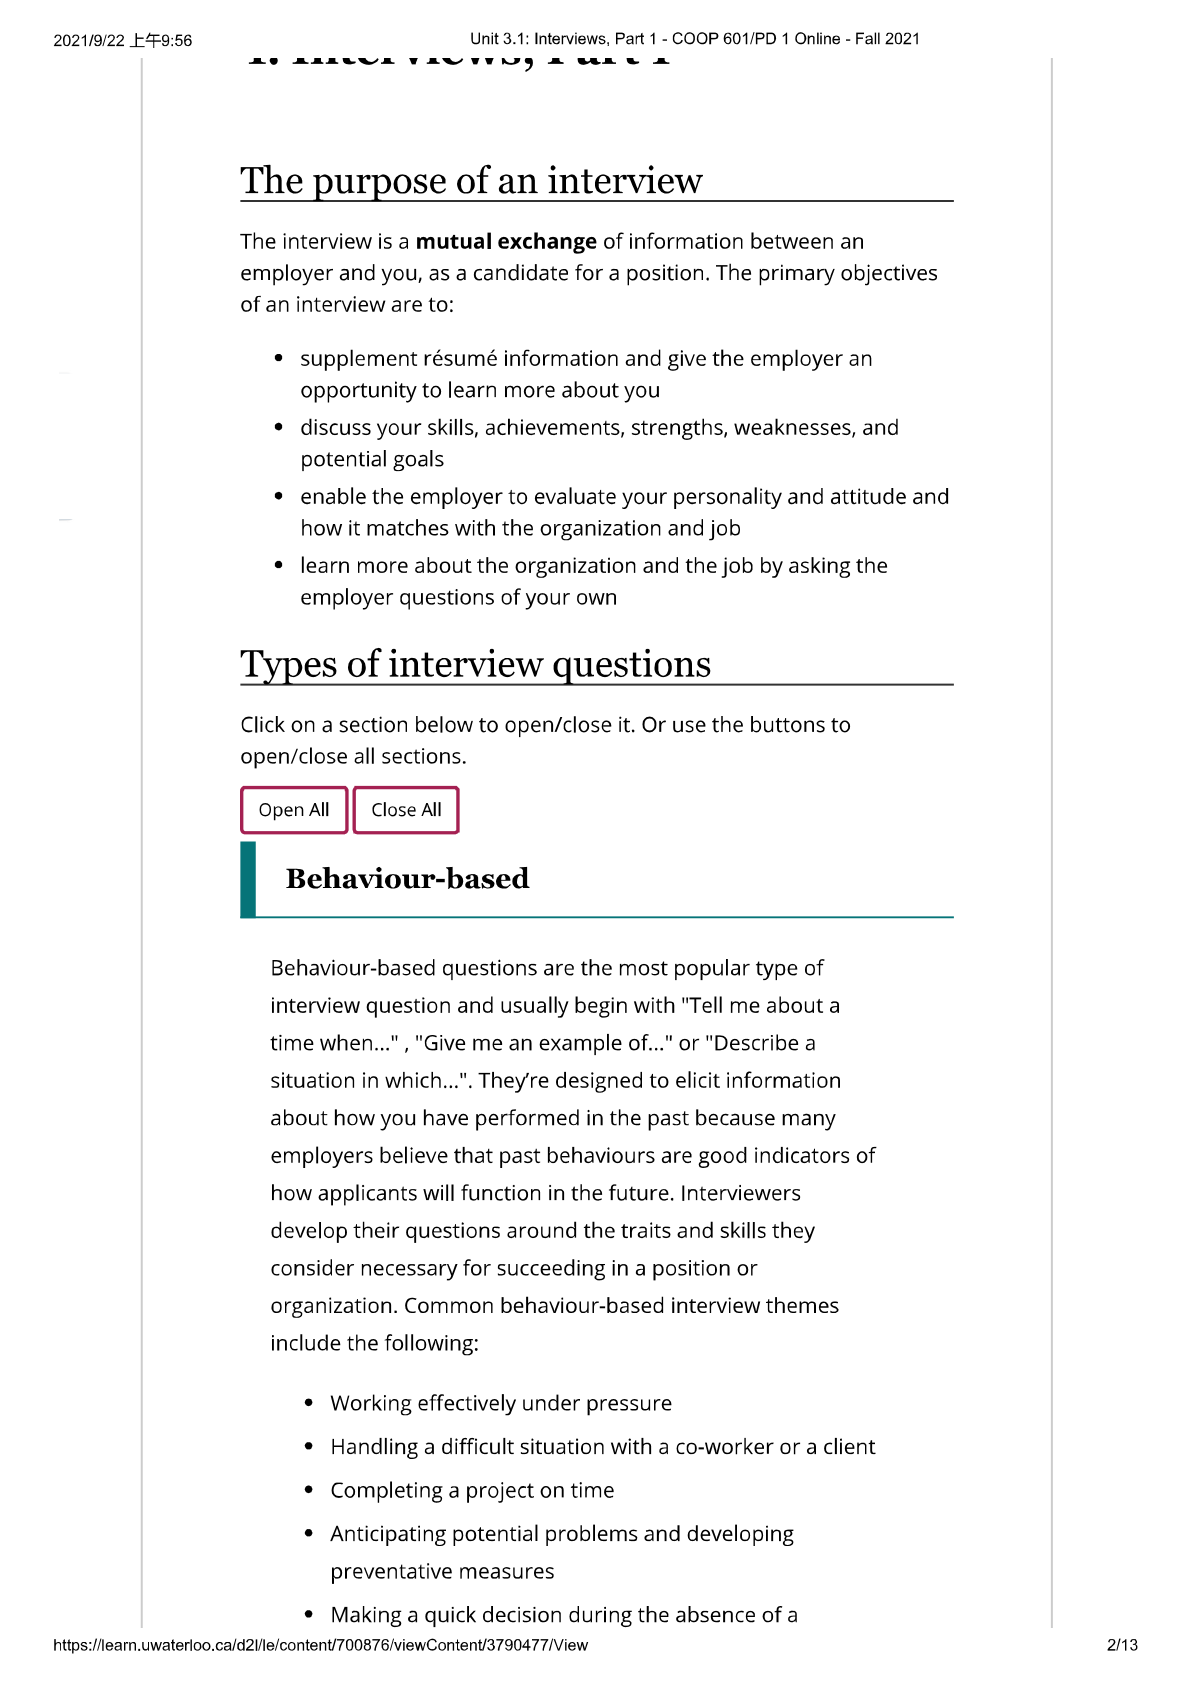 2021/9/22 上午9:56
Unit 3.1: Interviews, Part 1 - COOP 601/PD 1 Online - Fall 2021
1. Interviews, Part 1
The purpose of an interview
The interview is a mutual exchange of information between an
employer and you, as a candidate for a position. The primary objectives
of an interview are to:
• supplement résumé information and give the employer an
opportunity to learn more about you
• discuss your skills, achievements, strengths, weaknesses, and
potential goals
• enable the employer to evaluate your personality and attitude and
how it matches with the organization and job
• learn more about the organization and the job by asking the
employer questions of your own
Types of interview questions
Click on a section below to open/close it. Or use the buttons to
open/close all sections.
Open All Close All
Behaviour-based
Behaviour-based questions are the most popular type of
interview question and usually begin with "Tell me about a
time when..." , "Give me an example of..." or "Describe a
situation in which...". They’re designed to elicit information
about how you have performed in the past because many
employers believe that past behaviours are good indicators of
how applicants will function in the future. Interviewers
develop their questions around the traits and skills they
consider necessary for succeeding in a position or
organization. Common behaviour-based interview themes
include the following:
• Working effectively under pressure
• Handling a difficult situation with a co-worker or a client
• Completing a project on time
• Anticipating potential problems and developing
preventative measures
• Making a quick decision during the absence of a
https://learn.uwaterloo.ca/d2l/le/content/700876/viewContent/3790477/View
2/13